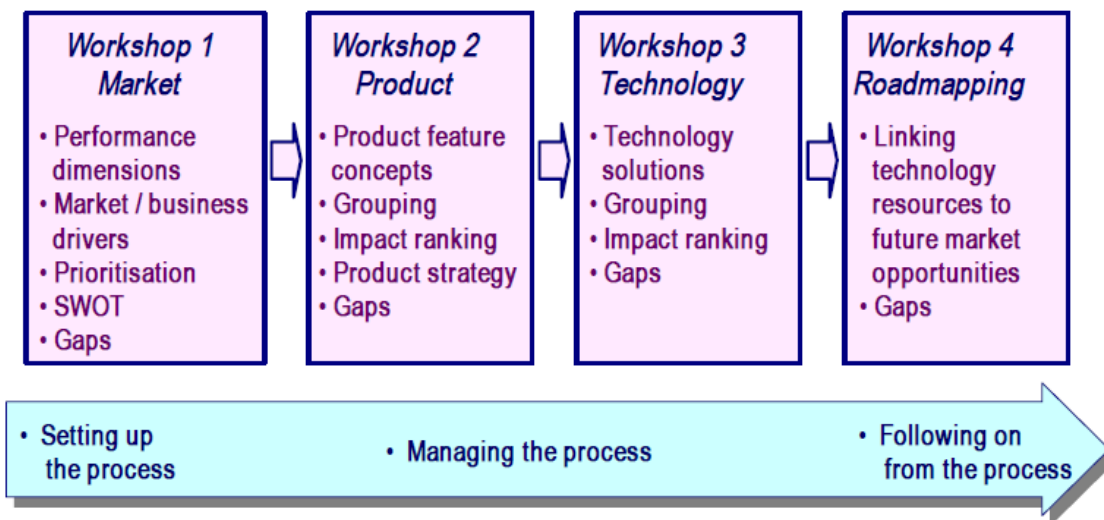 Workshop 1
Market
• Performance
dimensions
• Market / business
drivers
• Prioritisation
• SWOT
• Gaps
Workshop 2
Product
• Product feature
concepts
• Grouping
• Impact ranking
• Product strategy
• Gaps
Workshop 3
Technology
• Technology
solutions
• Grouping
• Impact ranking
• Gaps
Workshop 4
Roadmapping
• Linking
technology
resources to
future market
opportunities
• Gaps
• Setting up
the process
• Managing the process
• Following on
from the process